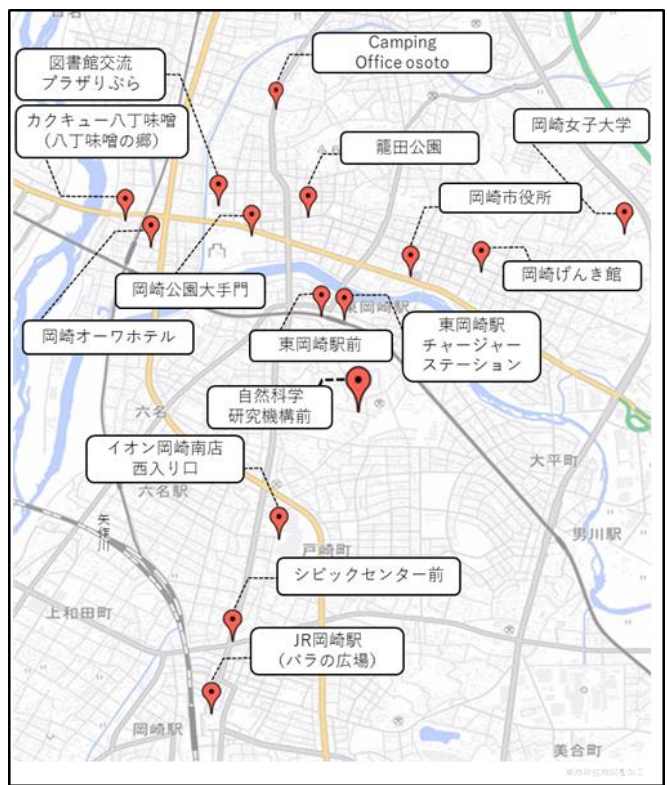 Camping
Office osoto
図書館交流
プラザりぶら
カクキュー八丁味噌
(八丁味噌の郷)
籠田公園
岡崎女子大学
岡崎市役所
岡崎げんき館
岡崎公園大手門
岡崎オーワホテル
東岡崎駅
東岡崎駅前
東岡崎駅
チャージャー
ステーション
自然科学
研究機構前
六名
イオン岡崎南店
西入り口
六名駅
大平町
矢作川
戸崎町
男川駅
シビックセンター前
上和田町
JR岡崎駅
(バラの広場)
岡崎駅
美合町